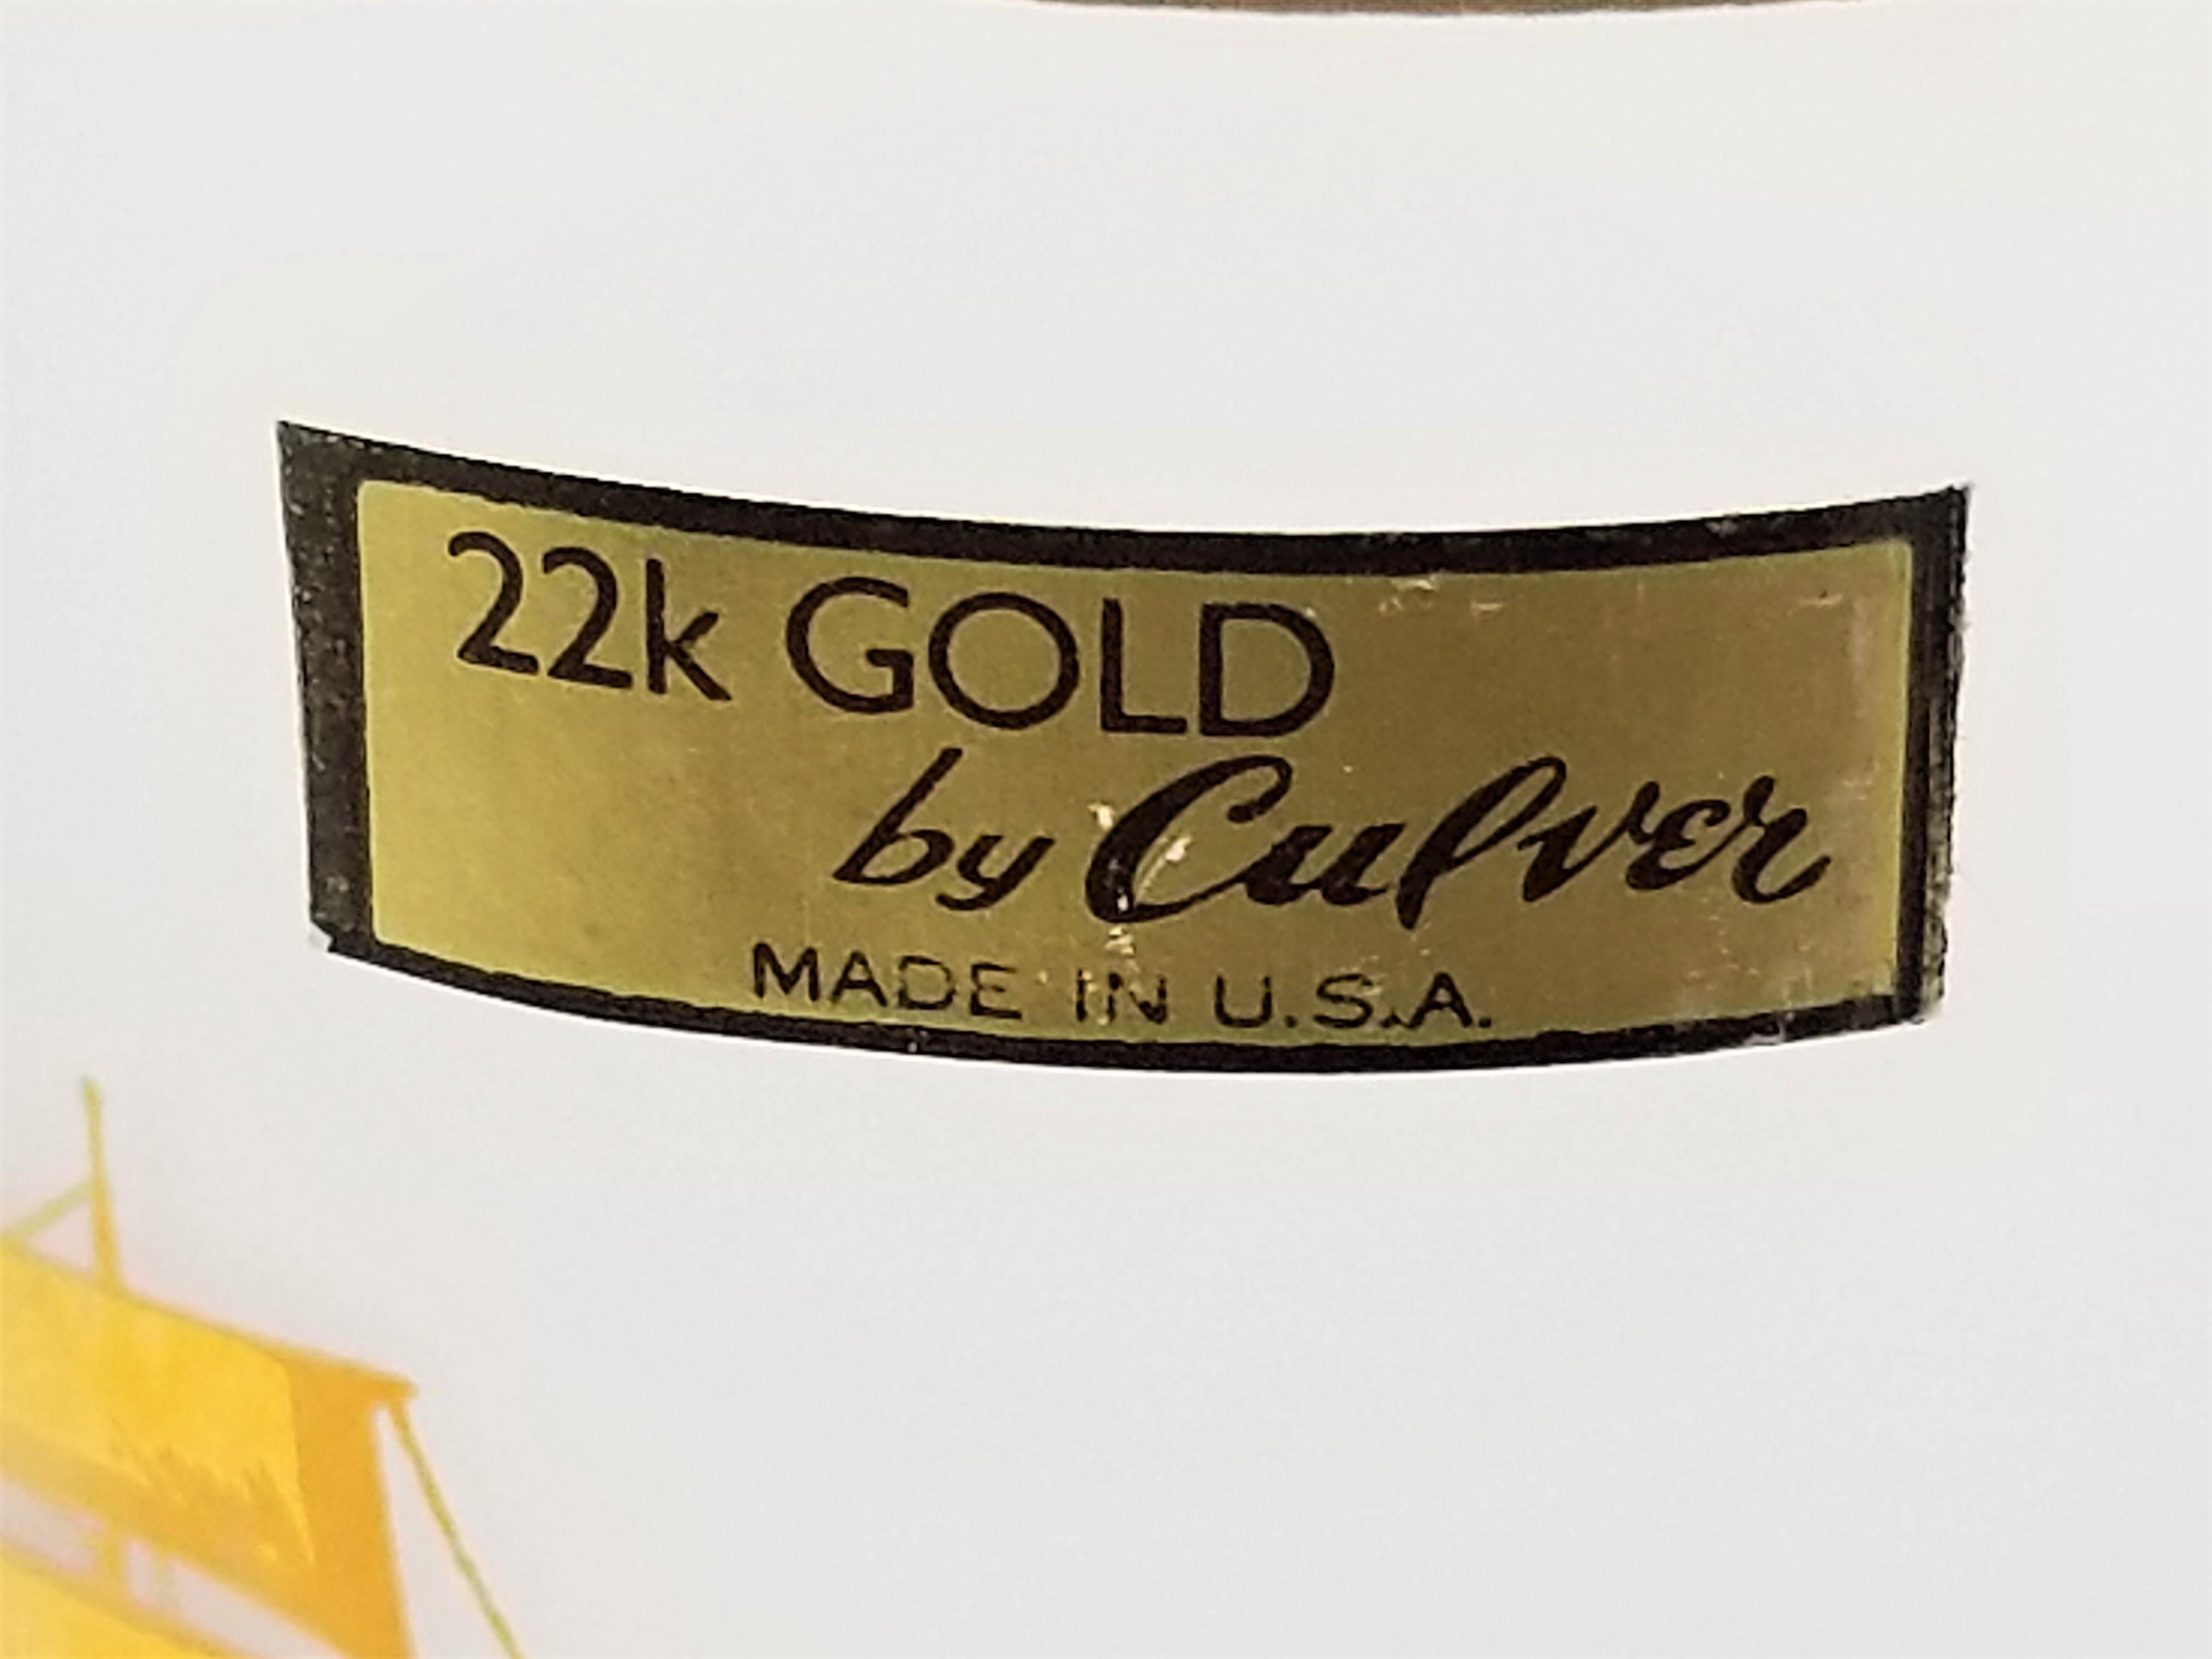 22k GOLD
by Culver
MADE IN U.S.A.